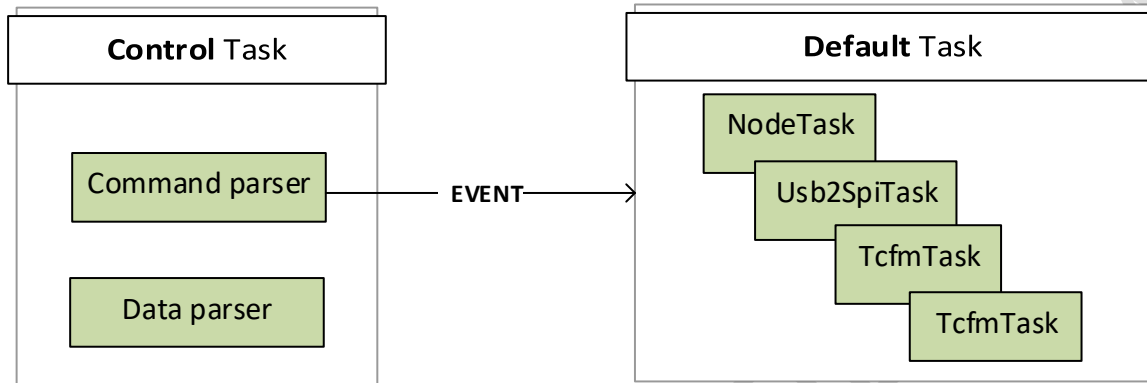 Control Task
Default Task
NodeTask
Command parser
EVENT
Usb2SpiTask
TcfmTask
Data parser
TcfmTask